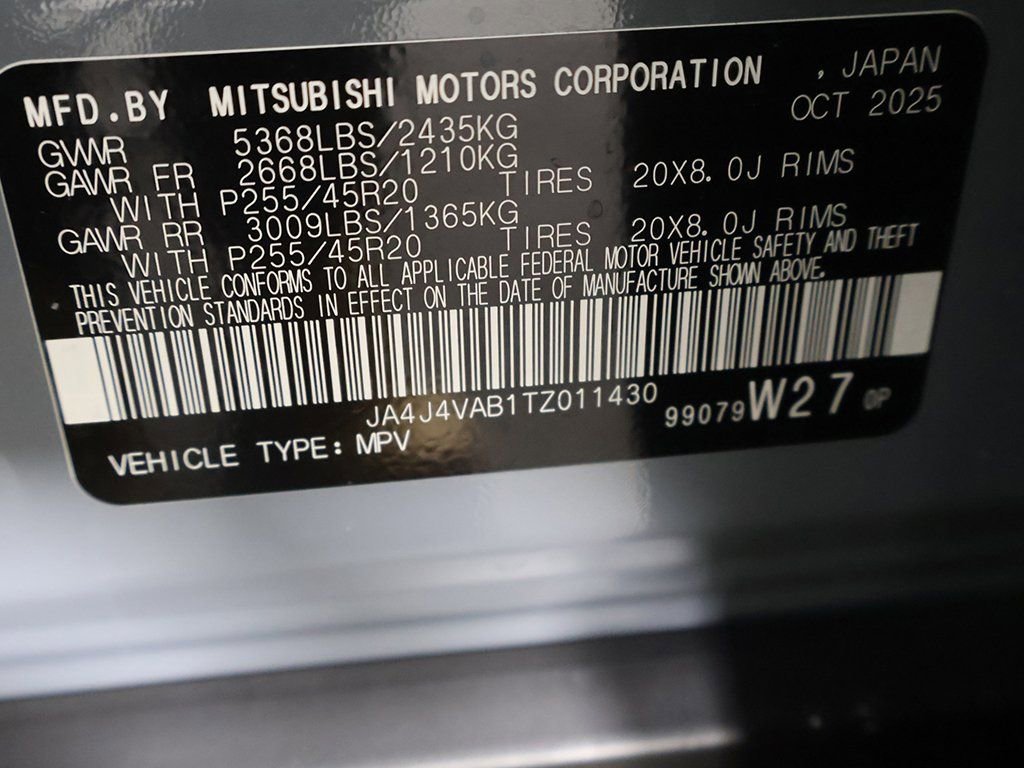 MFD.BY MITSUBISHI MOTORS CORPORATION , JAPAN
OCT 2025
GVWR 5368LBS/2435KG
GAWR FR 2668LBS/1210KG
WITH P255/45R20 TIRES 20X8.0J RIMS
GAWR RR 3009LBS/1365KG
WITH P255/45R20 TIRES 20X8.0J RIMS
THIS VEHICLE CONFORMS TO ALL APPLICABLE FEDERAL MOTOR VEHICLE SAFETY AND THEFT
PREVENTION STANDARDS IN EFFECT ON THE DATE OF MANUFACTURE SHOWN ABOVE.
JA4J4VAB1TZ011430
99079 W27 0P
VEHICLE TYPE: MPV